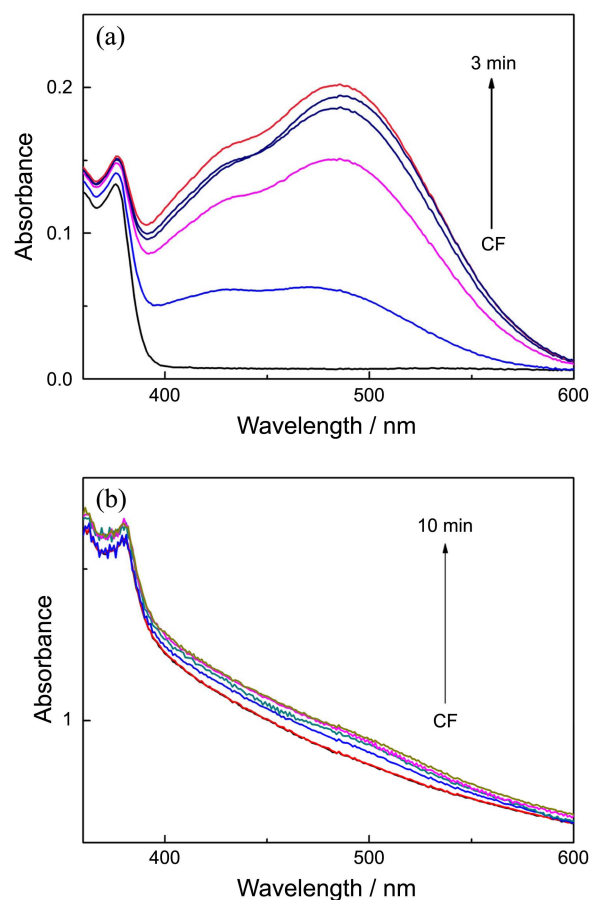 (a)
0.2
3 min
Absorbance
0.1
CF
0.0
400
500
600
Wavelength / nm
(b)
10 min
Absorbance
1
CF
400
500
600
Wavelength / nm